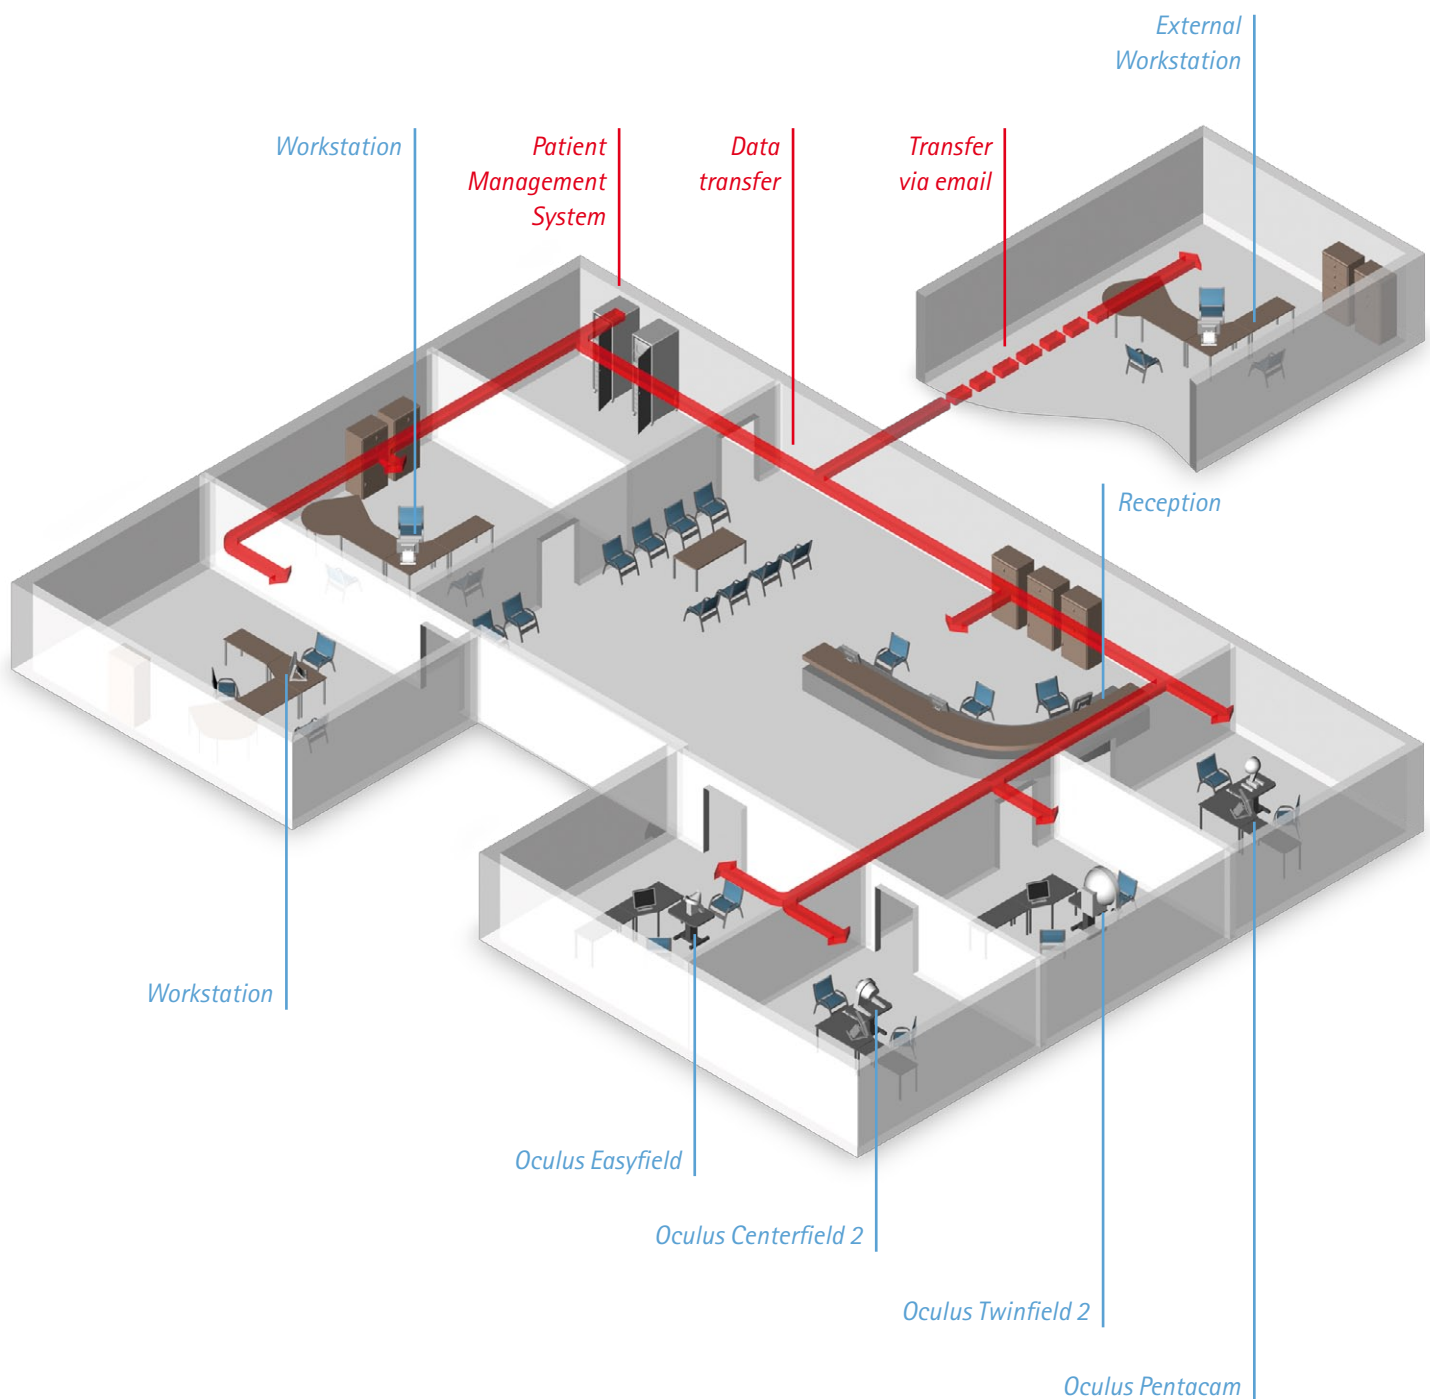 External
Workstation
Workstation
Patient
Management
System
Data
transfer
Transfer
via email
Reception
Workstation
Oculus Easyfield
Oculus Centerfield 2
Oculus Twinfield 2
Oculus Pentacam